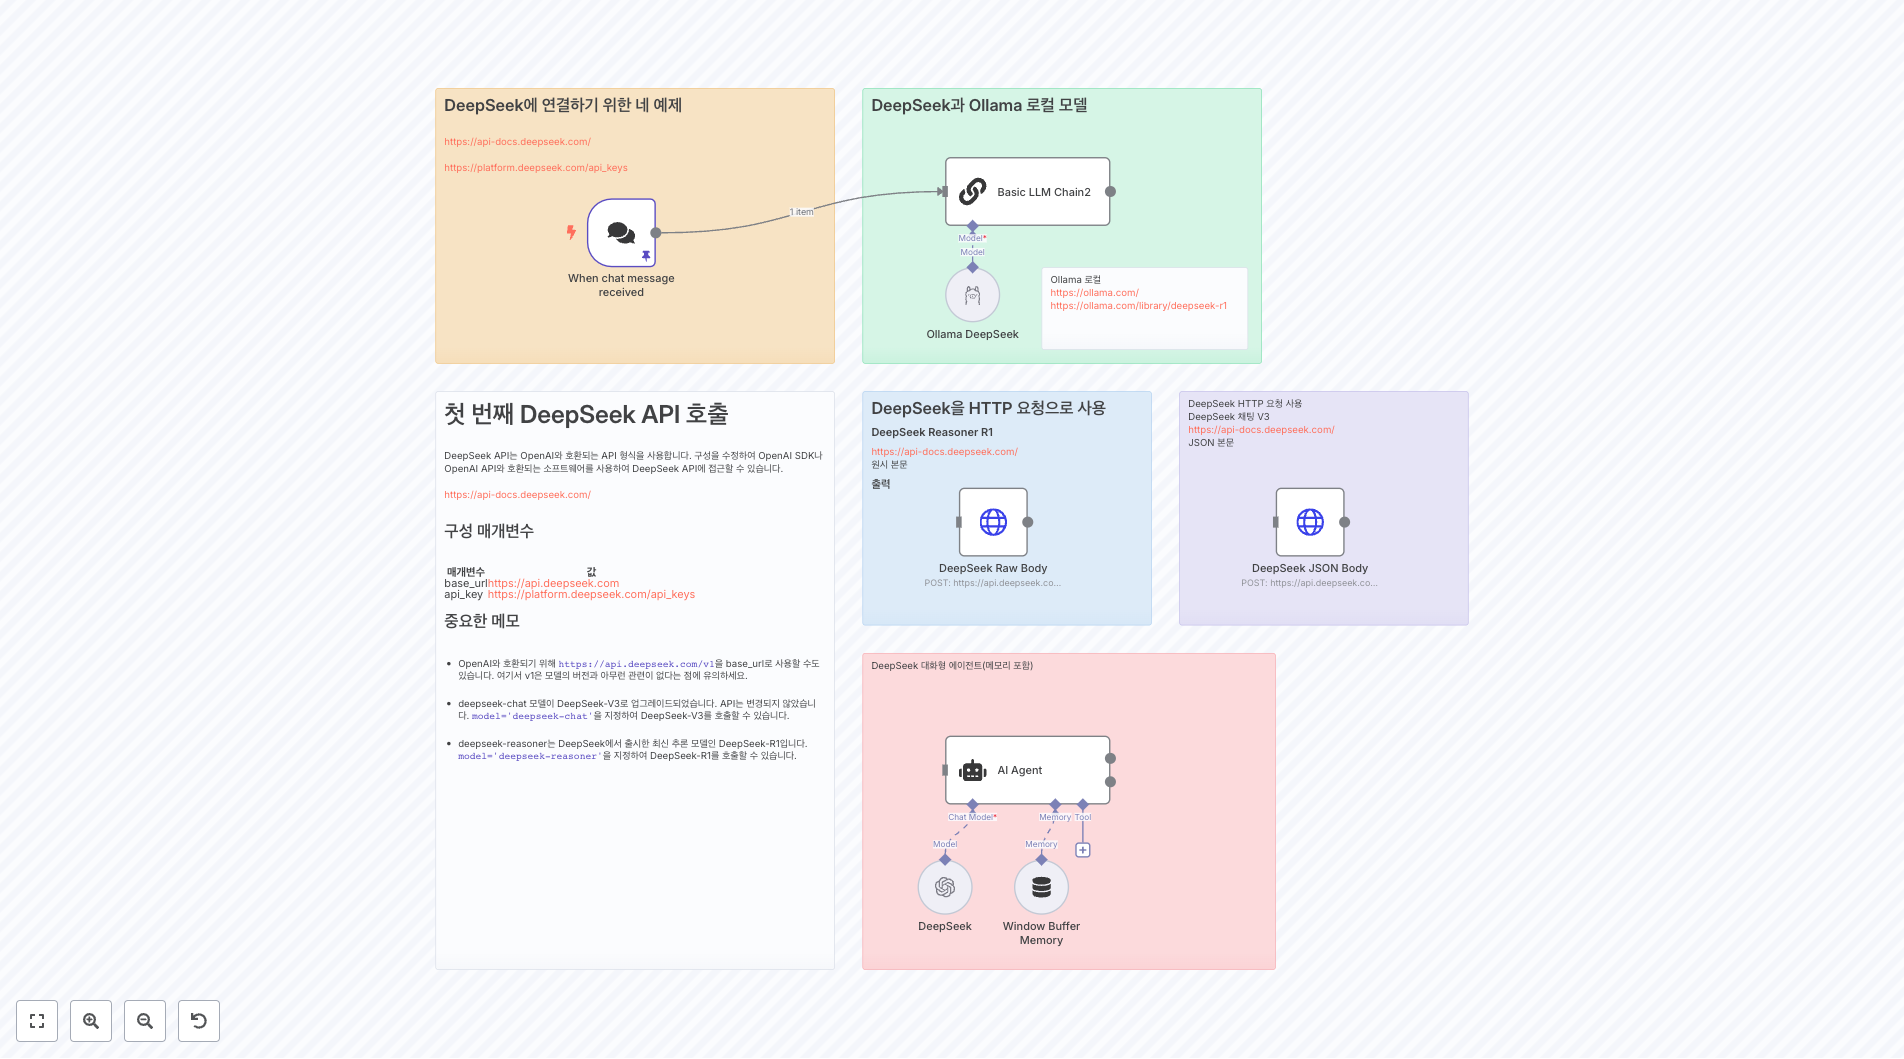 DeepSeek에 연결하기 위한 네 예제
https://api-docs.deepseek.com/
https://platform.deepseek.com/api_keys
When chat message
received
1 item
DeepSeek과 Ollama 로컬 모델
Basic LLM Chain2
Model*
Model
Ollama DeepSeek
Ollama 로컬
https://ollama.com/
https://ollama.com/library/deepseek-r1
첫 번째 DeepSeek API 호출
DeepSeek API는 OpenAI와 호환되는 API 형식을 사용합니다. 구성을 수정하여 OpenAI SDK나
OpenAI API와 호환되는 소프트웨어를 사용하여 DeepSeek API에 접근할 수 있습니다.
https://api-docs.deepseek.com/
구성 매개변수
매개변수 값
base_url https://api.deepseek.com
api_key https://platform.deepseek.com/api_keys
중요한 메모
• OpenAI와 호환되기 위해 https://api.deepseek.com/v1을 base_url로 사용할 수도
있습니다. 여기서 v1은 모델의 버전과 아무런 관련이 없다는 점에 유의하세요.
• deepseek-chat 모델이 DeepSeek-V3로 업그레이드되었습니다. API는 변경되지 않았습니
다. model='deepseek-chat'을 지정하여 DeepSeek-V3를 호출할 수 있습니다.
• deepseek-reasoner는 DeepSeek에서 출시한 최신 추론 모델인 DeepSeek-R1입니다.
model='deepseek-reasoner'을 지정하여 DeepSeek-R1를 호출할 수 있습니다.
DeepSeek을 HTTP 요청으로 사용
DeepSeek Reasoner R1
https://api-docs.deepseek.com/
원시 본문
출력
DeepSeek Raw Body
POST: https://api.deepseek.co...
DeepSeek HTTP 요청 사용
DeepSeek 채팅 V3
https://api-docs.deepseek.com/
JSON 본문
DeepSeek JSON Body
POST: https://api.deepseek.co...
DeepSeek 대화형 에이전트(메모리 포함)
AI Agent
Chat Model*
Memory
Tool
Model
Memory
DeepSeek
Window Buffer
Memory